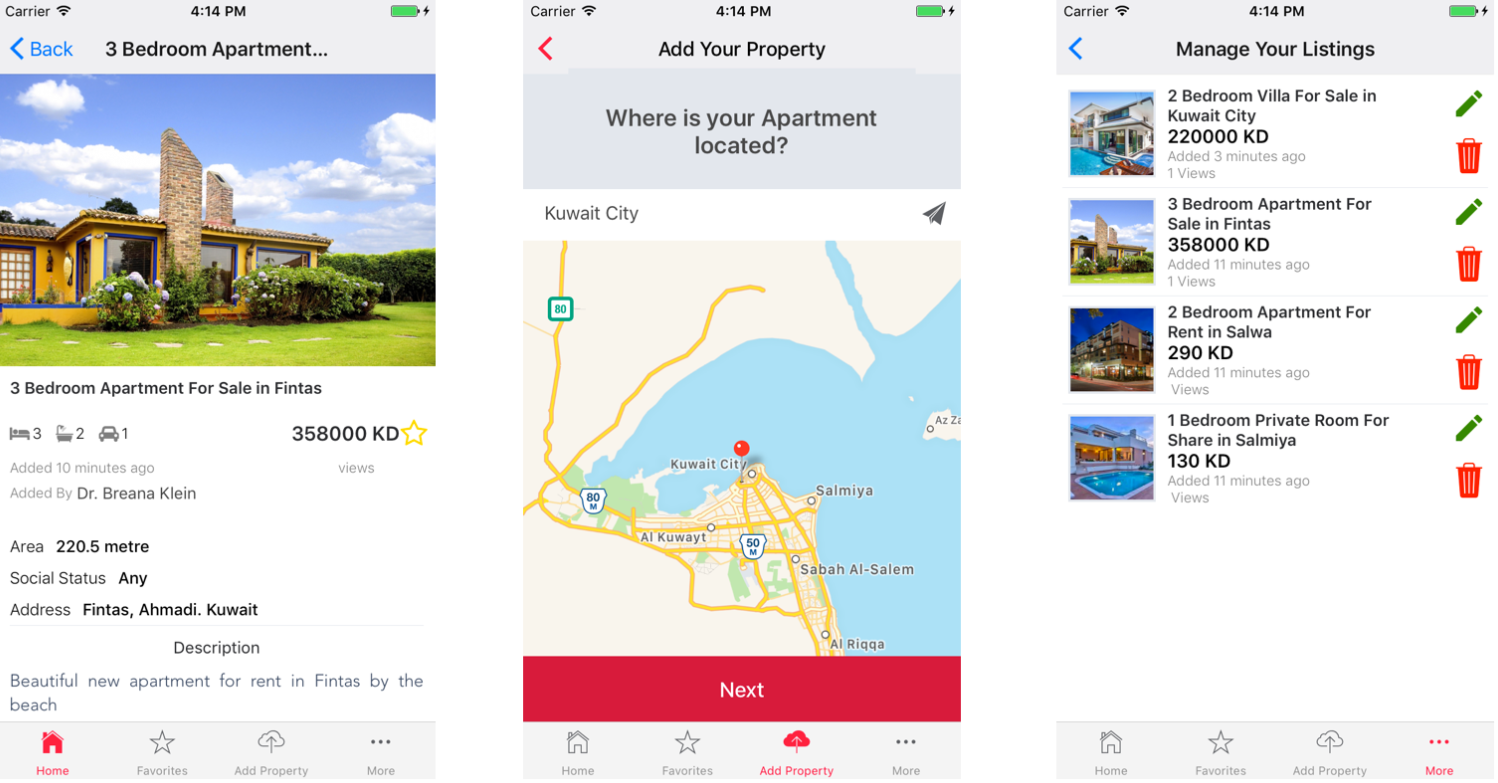 Carrier 4:14 PM
Back 3 Bedroom Apartment...
3 Bedroom Apartment For Sale in Fintas
3 2 1 358000 KD
Added 10 minutes ago views
Added By Dr. Breana Klein
Area 220.5 metre
Social Status Any
Address Fintas, Ahmadi. Kuwait
Description
Beautiful new apartment for rent in Fintas by the
beach
Home Favorites Add Property More
Carrier 4:14 PM
Add Your Property
Where is your Apartment
located?
Kuwait City
80
Az Za
Kuwait City
Salmiya
80
M
Al Kuwayt
50
M
Sabah Al-Salem
Al Riqqa
Next
Home Favorites Add Property More
Carrier 4:14 PM
Manage Your Listings
2 Bedroom Villa For Sale in
Kuwait City
220000 KD
Added 3 minutes ago
1 Views
3 Bedroom Apartment For
Sale in Fintas
358000 KD
Added 11 minutes ago
1 Views
2 Bedroom Apartment For
Rent in Salwa
290 KD
Added 11 minutes ago
Views
1 Bedroom Private Room For
Share in Salmiya
130 KD
Added 11 minutes ago
Views
Home Favorites Add Property More